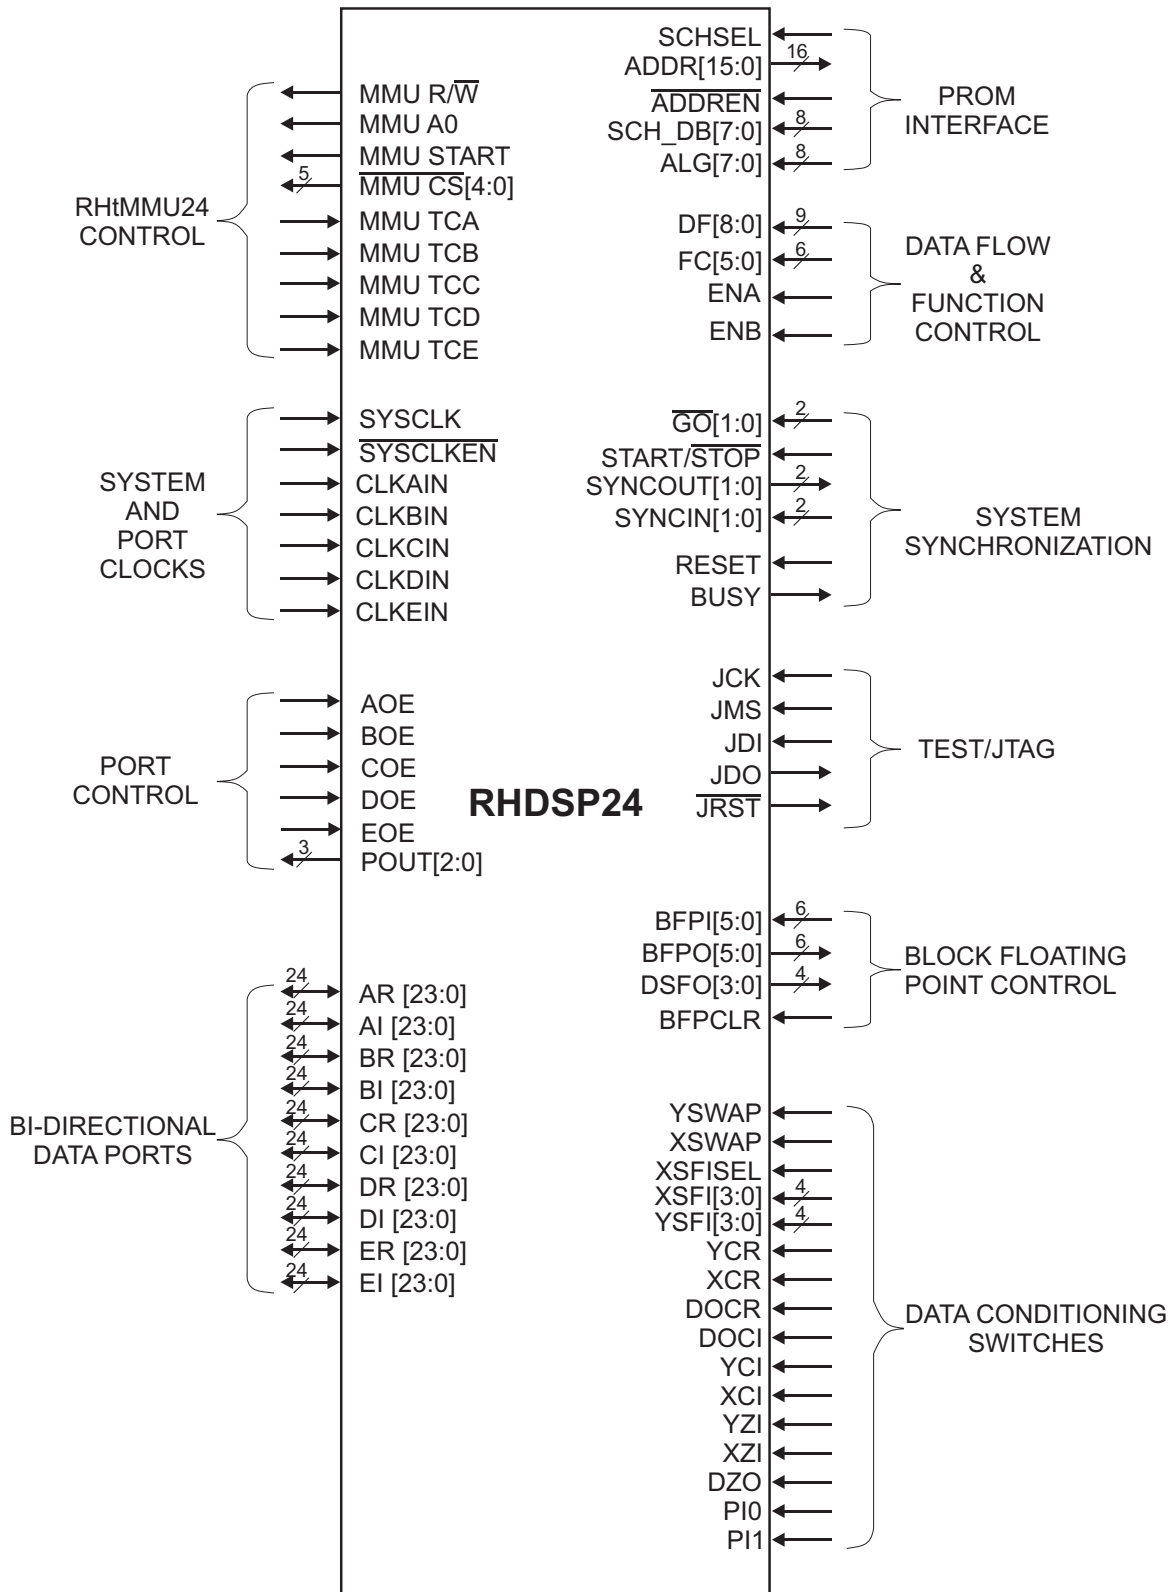 RHtMMU24
CONTROL
MMU R/W̅
MMU A0
MMU START
5
M̅M̅U̅ ̅C̅S̅[4:0]
MMU TCA
MMU TCB
MMU TCC
MMU TCD
MMU TCE
SYSTEM
AND
PORT
CLOCKS
SYSCLK
S̅Y̅S̅C̅L̅K̅E̅N̅
CLKAIN
CLKBIN
CLKCIN
CLKDIN
CLKEIN
PORT
CONTROL
AOE
BOE
COE
DOE
EOE
3
POUT[2:0]
BI-DIRECTIONAL
DATA PORTS
24
AR [23:0]
24
AI [23:0]
24
BR [23:0]
24
BI [23:0]
24
CR [23:0]
24
CI [23:0]
24
DR [23:0]
24
DI [23:0]
24
ER [23:0]
24
EI [23:0]
RHDSP24
SCHSEL
ADDR[15:0]
16
A̅D̅D̅R̅E̅N̅
SCH_DB[7:0]
8
ALG[7:0]
8
PROM
INTERFACE
DF[8:0]
9
FC[5:0]
6
ENA
ENB
DATA FLOW
&
FUNCTION
CONTROL
G̅O̅[1:0]
2
START/S̅T̅O̅P̅
SYNCOUT[1:0]
2
SYNCIN[1:0]
2
RESET
BUSY
SYSTEM
SYNCHRONIZATION
JCK
JMS
JDI
JDO
J̅R̅S̅T̅
TEST/JTAG
BFPI[5:0]
6
BFPO[5:0]
6
DSFO[3:0]
4
BFPCLR
BLOCK FLOATING
POINT CONTROL
YSWAP
XSWAP
XSFISEL
XSFI[3:0]
4
YSFI[3:0]
4
YCR
XCR
DOCR
DOCI
YCI
XCI
YZI
XZI
DZO
PI0
PI1
DATA CONDITIONING
SWITCHES